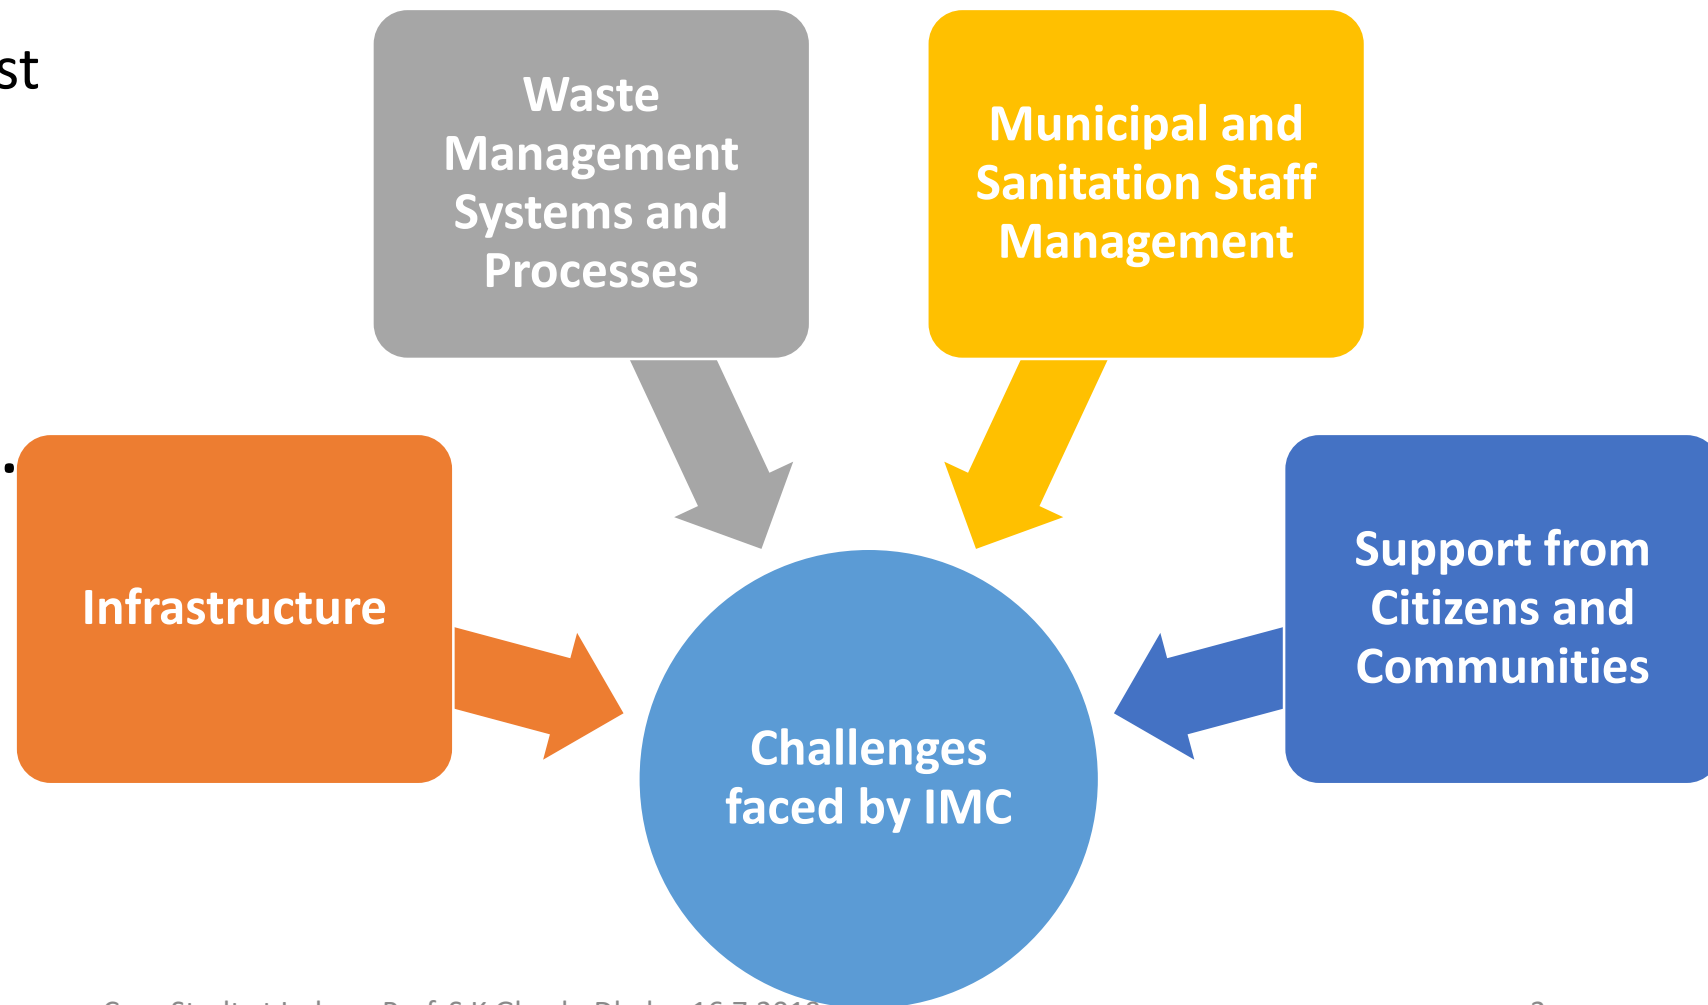 st
Waste
Management
Systems and
Processes
Municipal and
Sanitation Staff
Management
.
Infrastructure
Support from
Citizens and
Communities
Challenges
faced by IMC